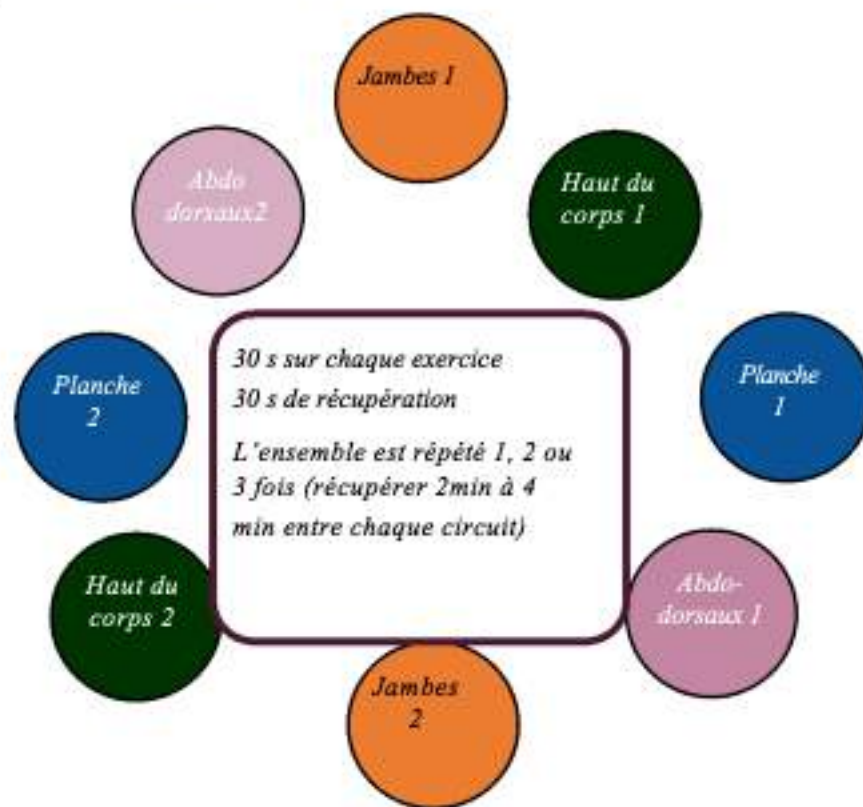 Jambes 1
Abdo
dorsaux2
Haut du
corps 1
30 s sur chaque exercice
30 s de récupération
L'ensemble est répété 1, 2 ou
3 fois (récupérer 2min à 4
min entre chaque circuit)
Planche
2
Planche
1
Haut du
corps 2
Abdo-
dorsaux 1
Jambes
2